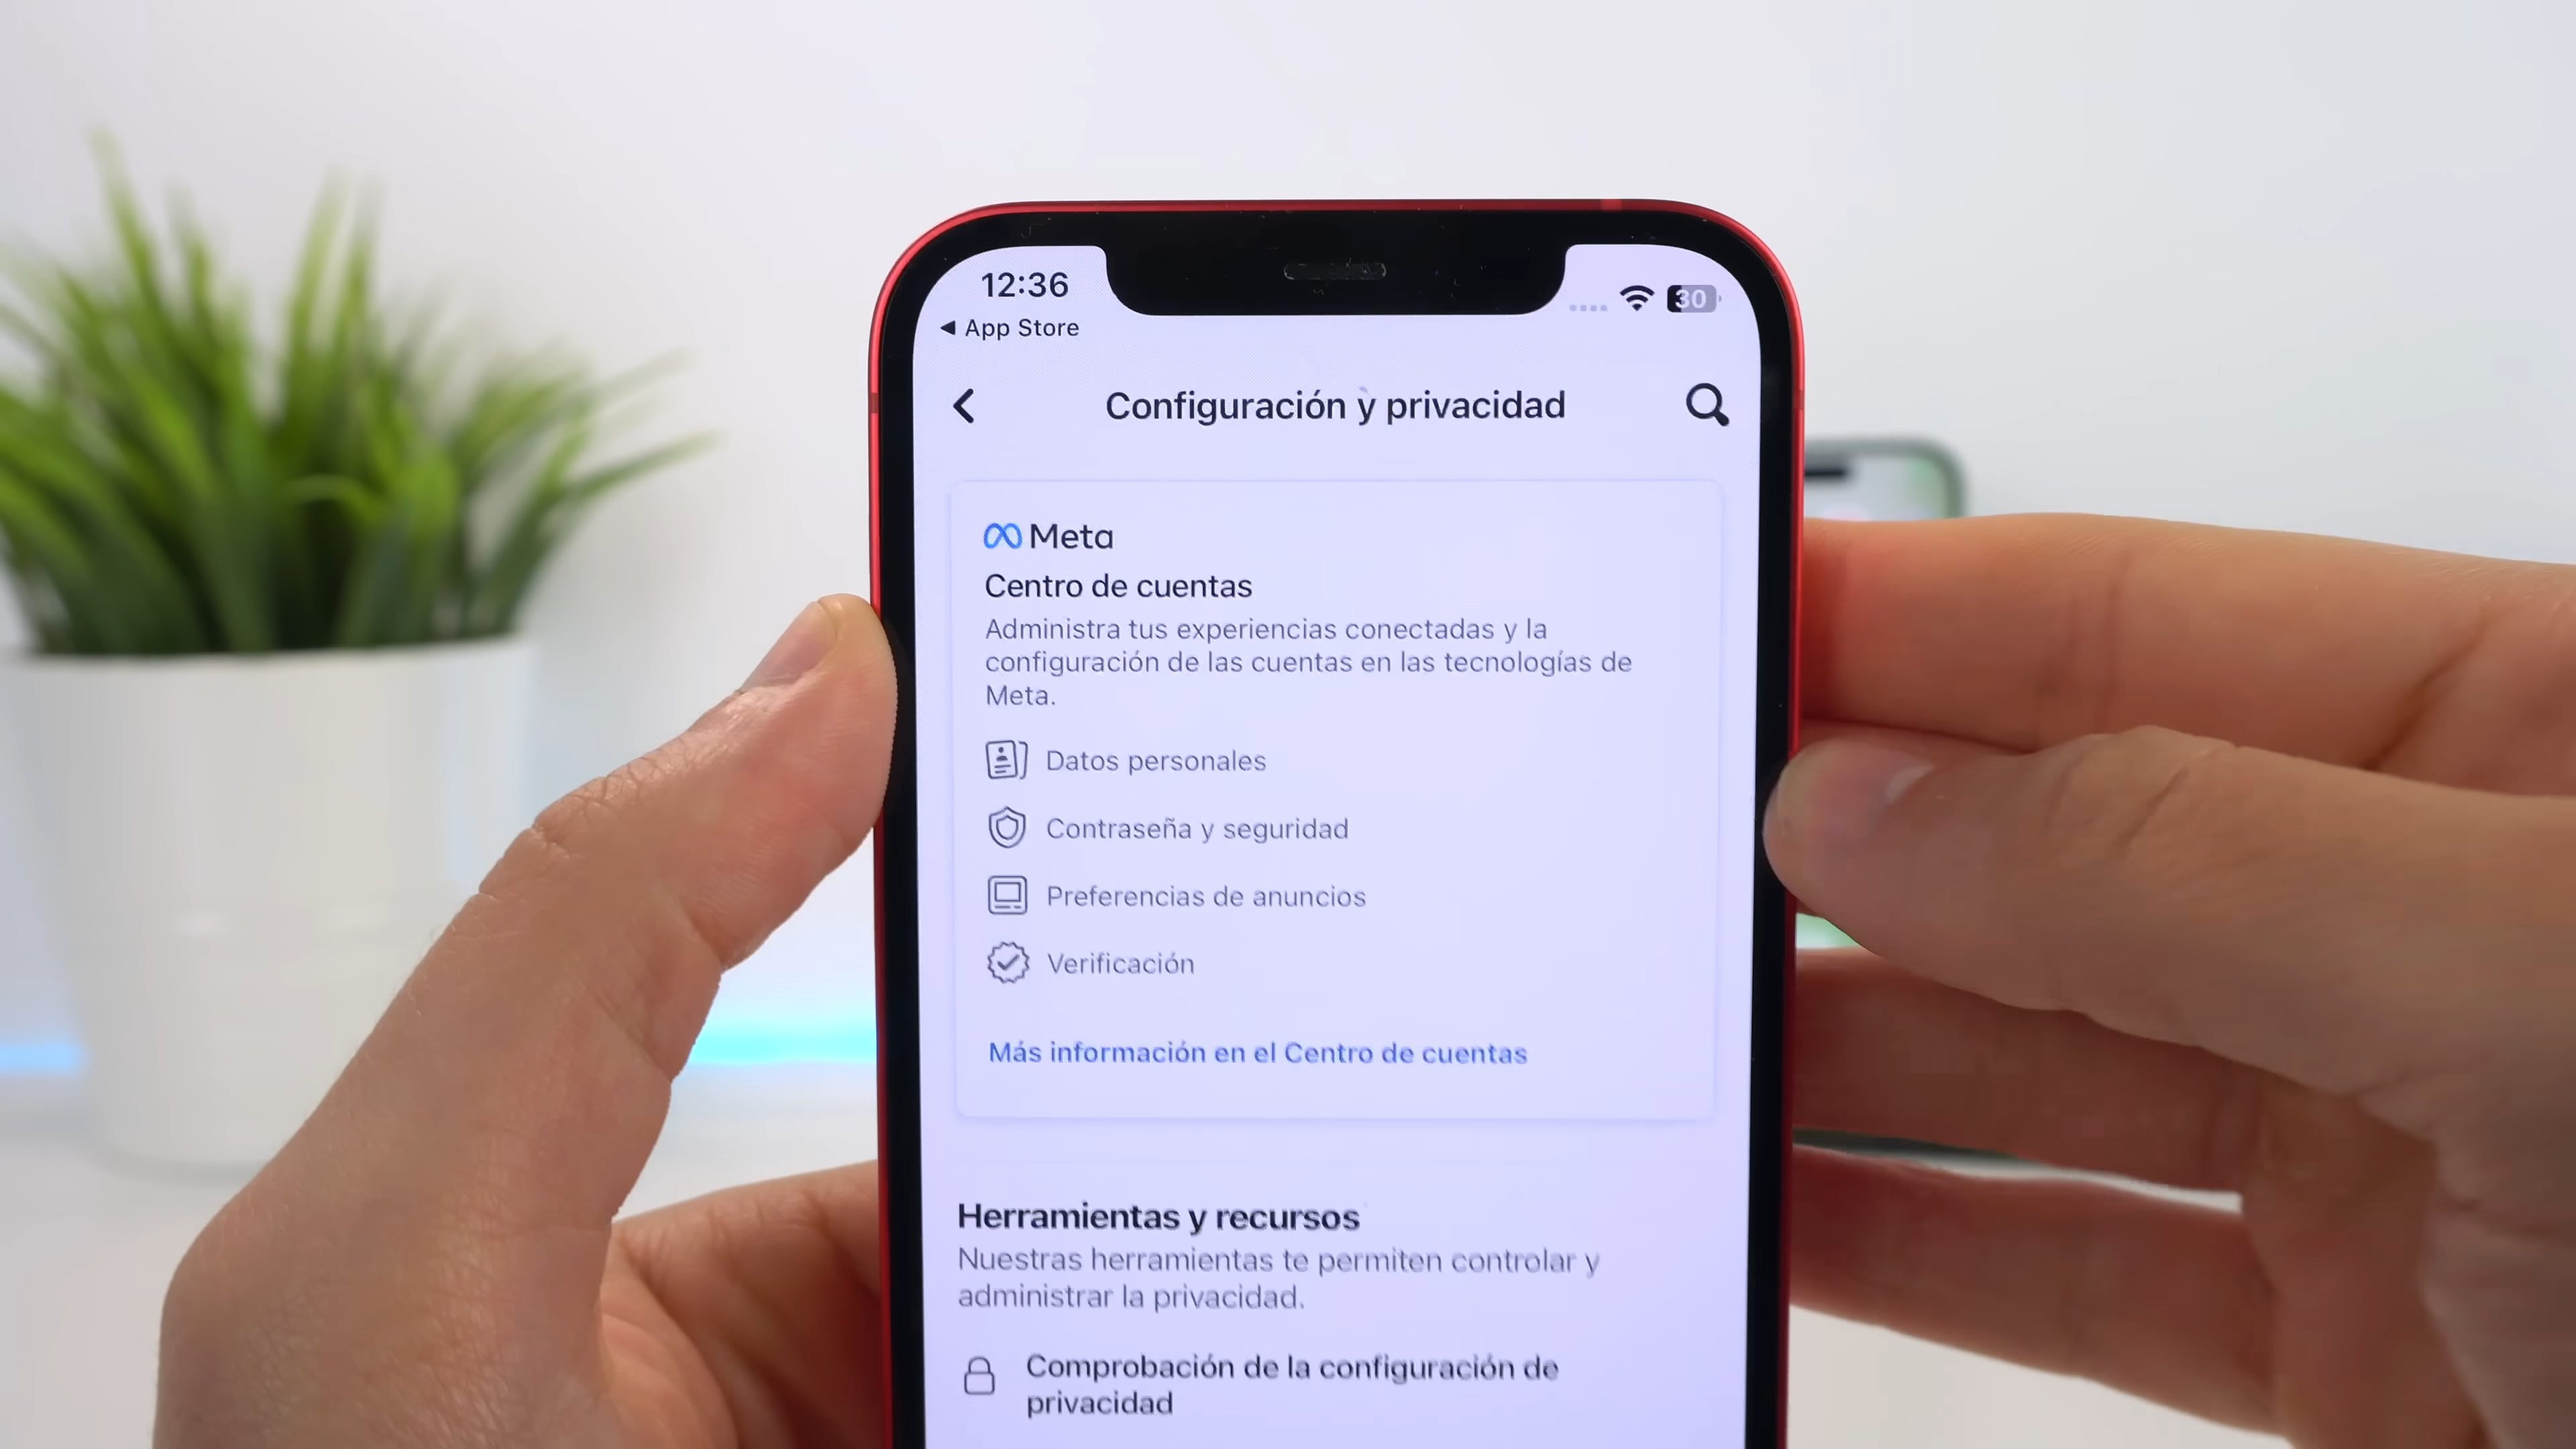 12:36
30
◀ App Store
Configuración y privacidad
Meta
Centro de cuentas
Administra tus experiencias conectadas y la
configuración de las cuentas en las tecnologías de
Meta.
Datos personales
Contraseña y seguridad
Preferencias de anuncios
Verificación
Más información en el Centro de cuentas
Herramientas y recursos
Nuestras herramientas te permiten controlar y
administrar la privacidad.
Comprobación de la configuración de
privacidad